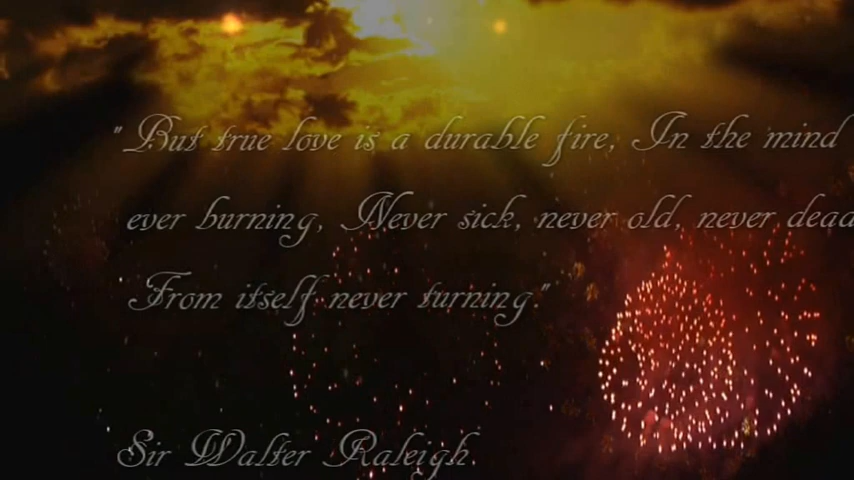 "But true love is a durable fire, In the mind
ever burning, Never sick, never old, never dead
From itself never turning."
Sir Walter Raleigh.